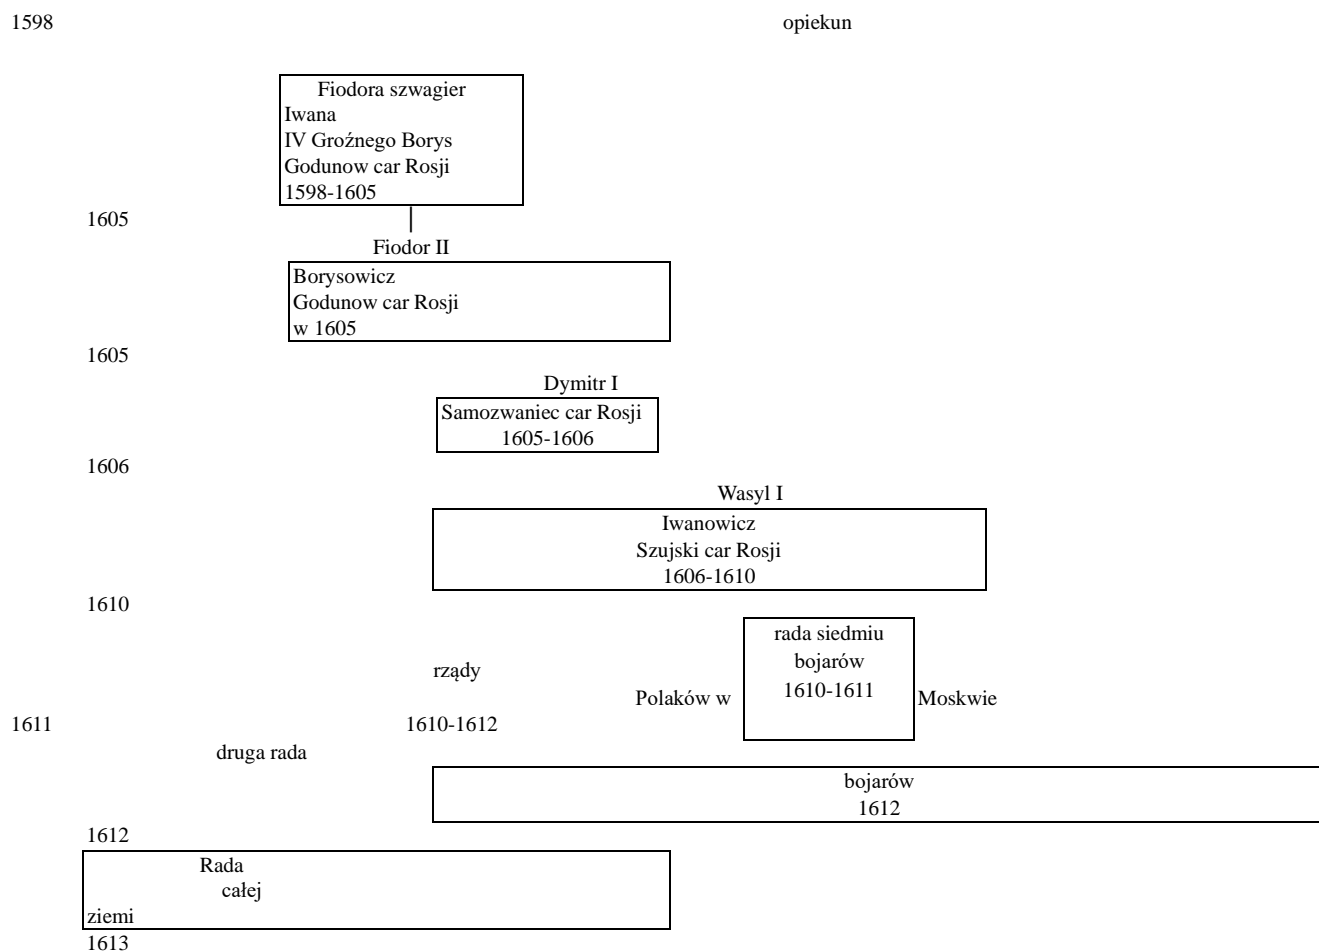 1598 opiekun
Fiodora szwagier
Iwana
IV Groźnego Borys
Godunow car Rosji
1598-1605
1605
Fiodor II
Borysowicz
Godunow car Rosji
w 1605
1605
Dymitr I
Samozwaniec car Rosji
1605-1606
1606
Wasyl I
Iwanowicz
Szujski car Rosji
1606-1610
1610
rada siedmiu
bojarów
rządy
1610-1611
Polaków w Moskwie
1611 1610-1612
druga rada
bojarów
1612
1612
Rada
całej
ziemi
1613